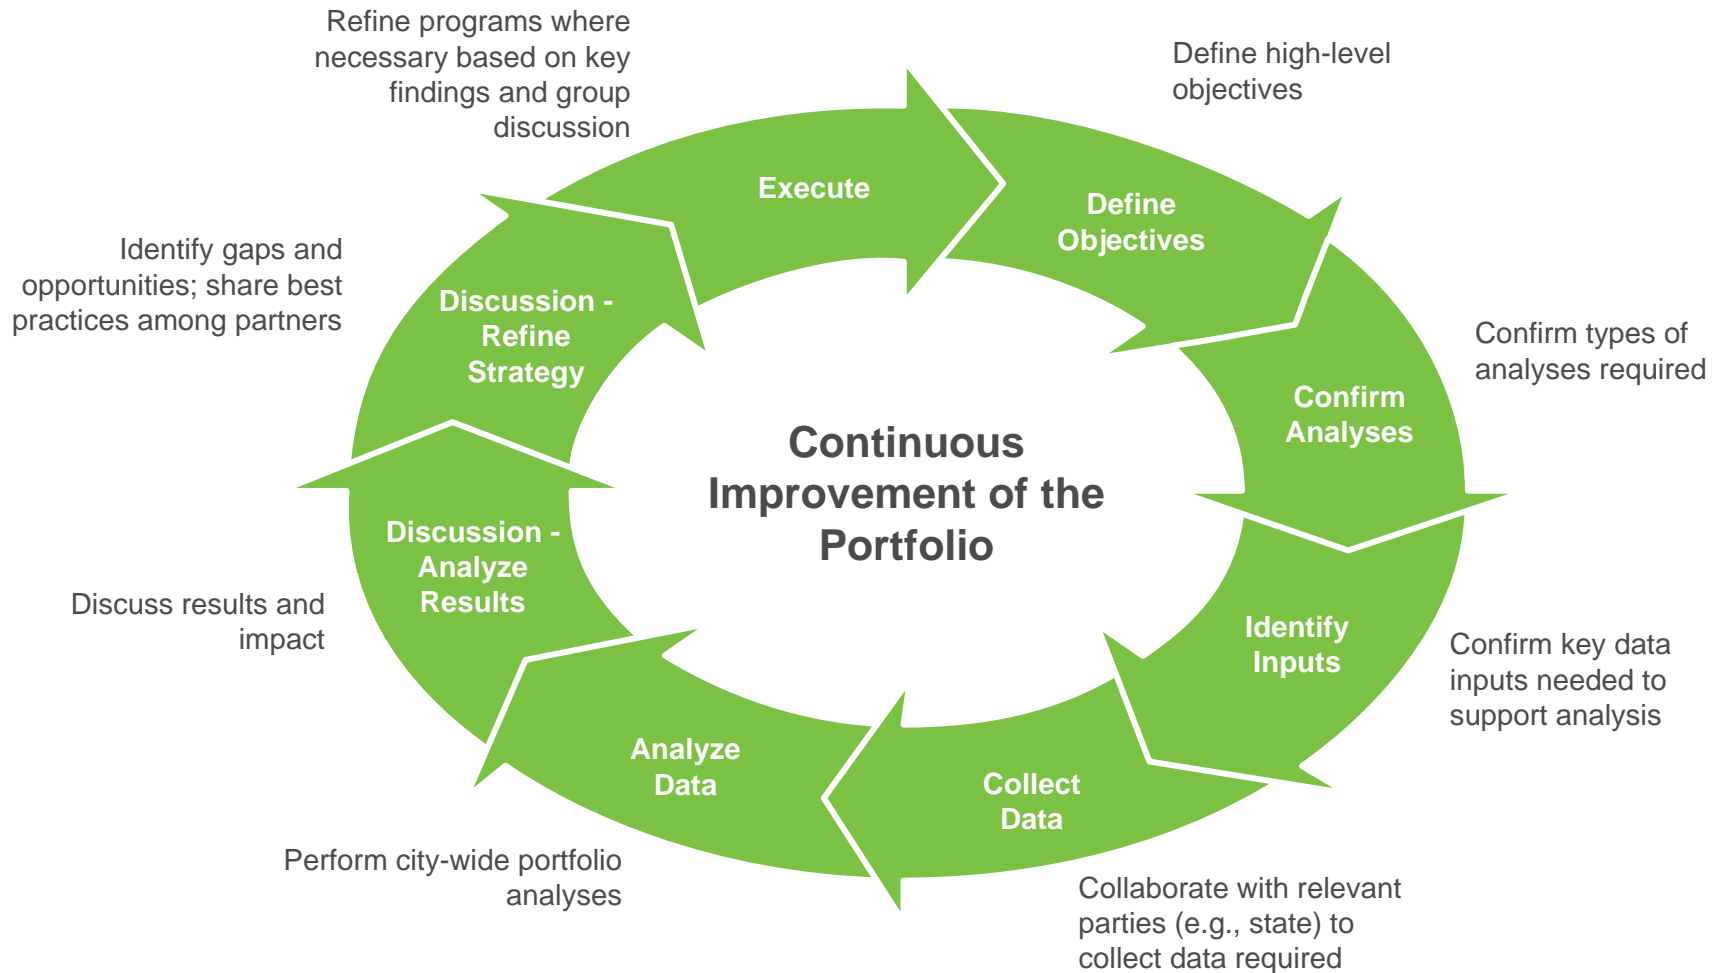 Refine programs where
necessary based on key
findings and group
discussion
Execute
Define high-level
objectives
Define
Objectives
Confirm types of
analyses required
Confirm
Analyses
Confirm key data
inputs needed to
support analysis
Identify
Inputs
Collaborate with relevant
parties (e.g., state) to
collect data required
Collect
Data
Perform city-wide portfolio
analyses
Analyze
Data
Discuss results and
impact
Discussion -
Analyze
Results
Identify gaps and
opportunities; share best
practices among partners
Discussion -
Refine
Strategy
Continuous
Improvement of the
Portfolio